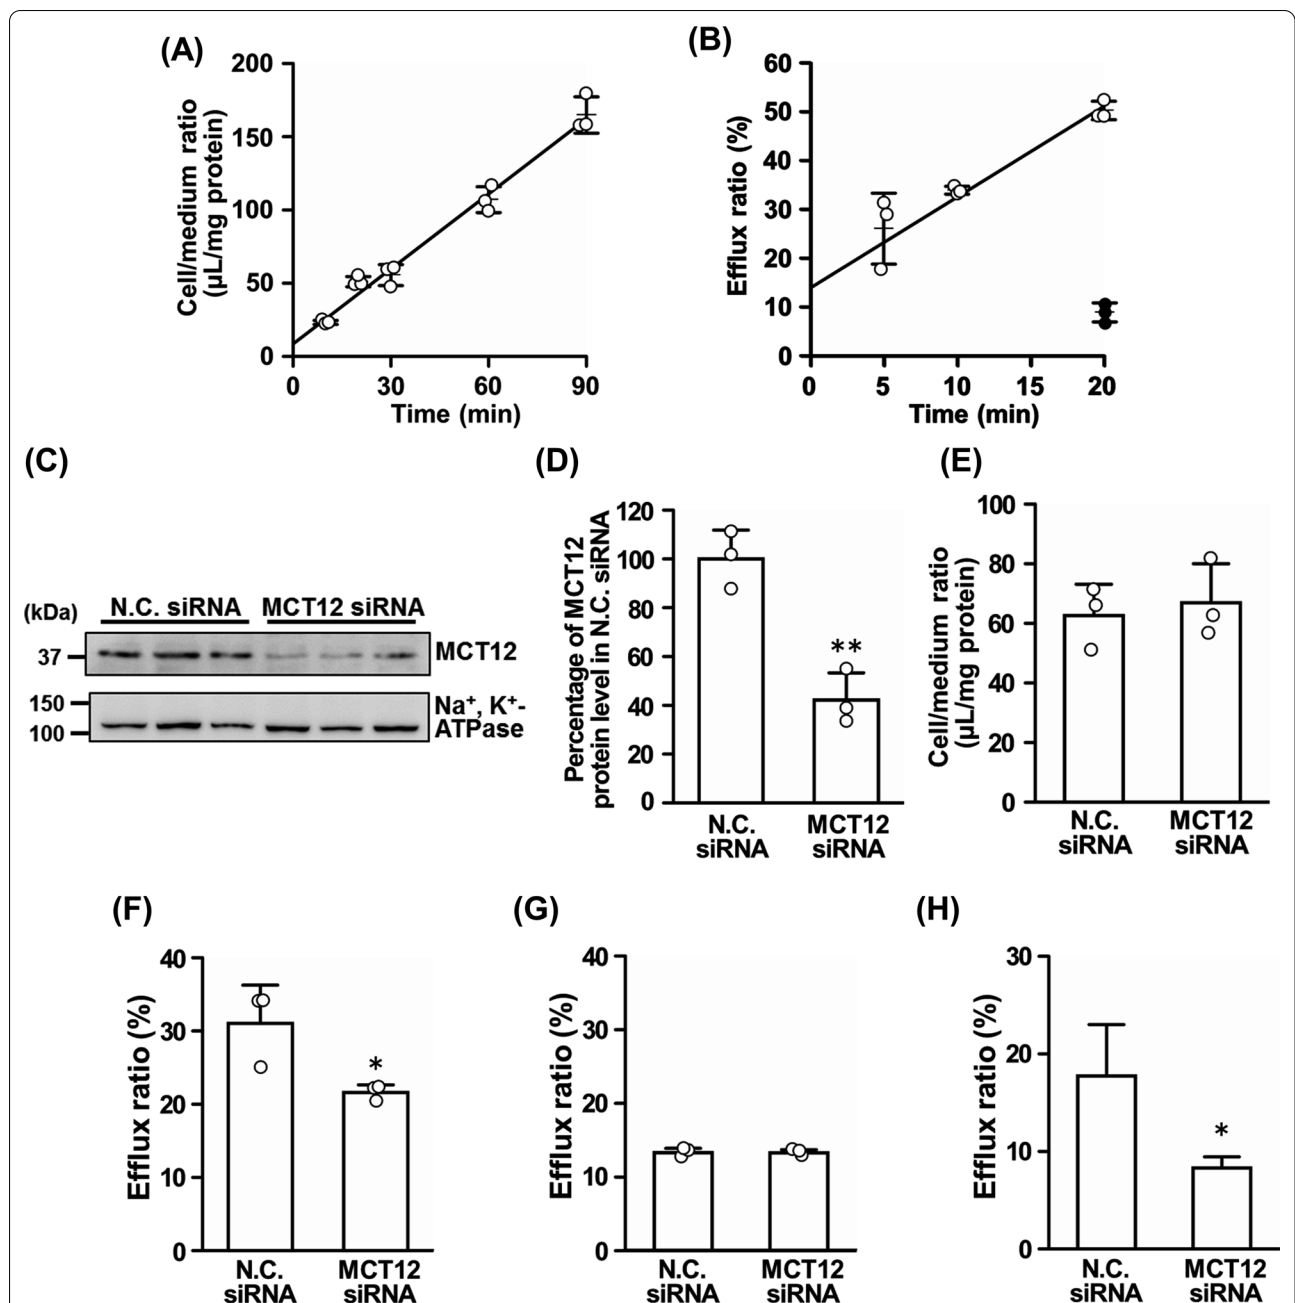 (A)
200
150
100
50
0
0 30 60 90
Time (min)
Cell/medium ratio
(µL/mg protein)
(B)
60
50
40
30
20
10
0
0 5 10 15 20
Time (min)
Efflux ratio (%)
(C)
(kDa)
N.C. siRNA MCT12 siRNA
37 MCT12
150
100
Na⁺, K⁺-
ATPase
(D)
120
100
80
60
40
20
0
Percentage of MCT12
protein level in N.C. siRNA
**
N.C.
siRNA
MCT12
siRNA
(E)
100
80
60
40
20
0
Cell/medium ratio
(µL/mg protein)
N.C.
siRNA
MCT12
siRNA
(F)
40
30
20
10
0
Efflux ratio (%)
*
N.C.
siRNA
MCT12
siRNA
(G)
40
30
20
10
0
Efflux ratio (%)
N.C.
siRNA
MCT12
siRNA
(H)
30
20
10
0
Efflux ratio (%)
*
N.C.
siRNA
MCT12
siRNA